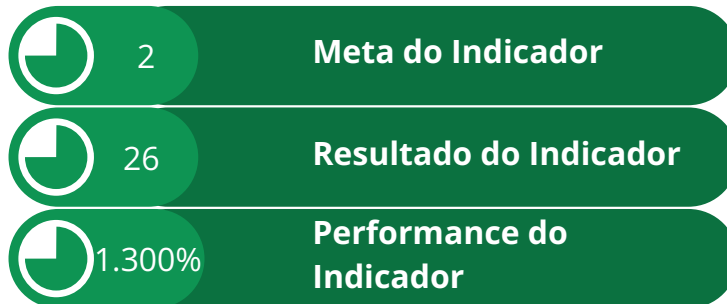 2
Meta do Indicador
26
Resultado do Indicador
1.300%
Performance do
Indicador